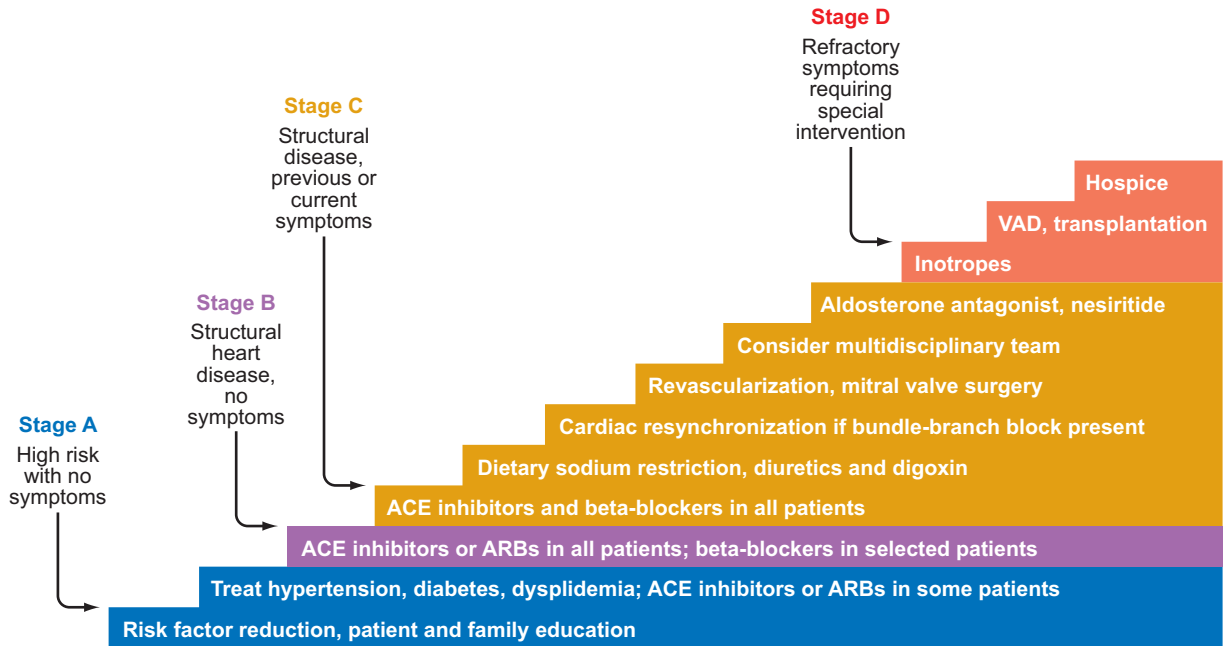 Stage D
Refractory
symptoms
requiring
special
intervention
Stage C
Structural
disease,
previous or
current
symptoms
Stage B
Structural
heart
disease,
no
symptoms
Stage A
High risk
with no
symptoms
Hospice
VAD, transplantation
Inotropes
Aldosterone antagonist, nesiritide
Consider multidisciplinary team
Revascularization, mitral valve surgery
Cardiac resynchronization if bundle-branch block present
Dietary sodium restriction, diuretics and digoxin
ACE inhibitors and beta-blockers in all patients
ACE inhibitors or ARBs in all patients; beta-blockers in selected patients
Treat hypertension, diabetes, dysplidemia; ACE inhibitors or ARBs in some patients
Risk factor reduction, patient and family education